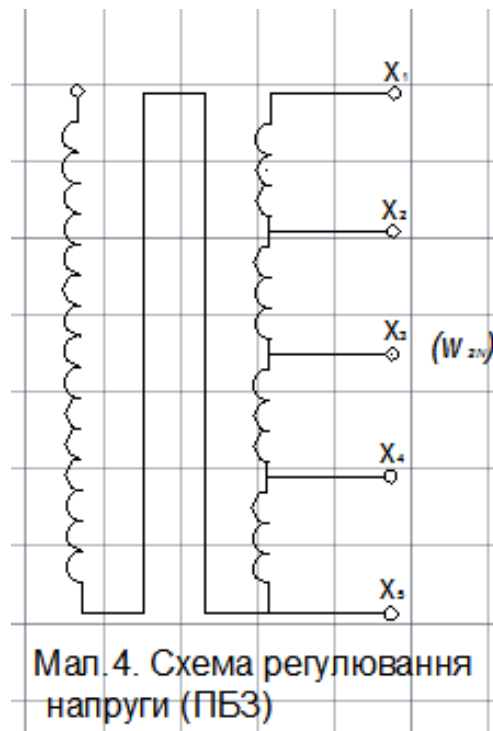 X₁
X₂
X₃ (W₂ₙ)
X₄
X₅
Мал.4. Схема регулювання
напруги (ПБЗ)